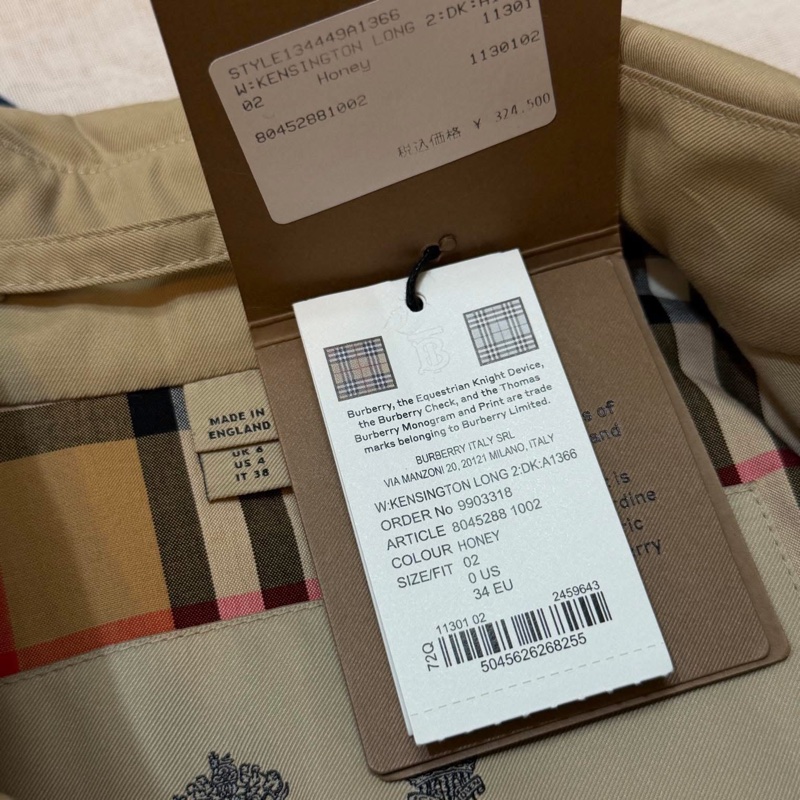 STYLE134449A1366
W:KENSINGTON LONG 2:DK:A1
11301
02 Honey
1130102
80452881002
税込価格 ¥ 324,500
MADE IN
ENGLAND
UK 6
US 4
IT 38
Burberry, the Equestrian Knight Device,
the Burberry Check, and the Thomas
Burberry Monogram and Print are trade
marks belonging to Burberry Limited.
BURBERRY ITALY SRL
VIA MANZONI 20, 20121 MILANO, ITALY
W:KENSINGTON LONG 2:DK:A1366
ORDER No 9903318
ARTICLE 8045288 1002
COLOUR HONEY
SIZE/FIT 02
0 US
34 EU
11301 02 2459643
72Q
5045626268255
of
and
is